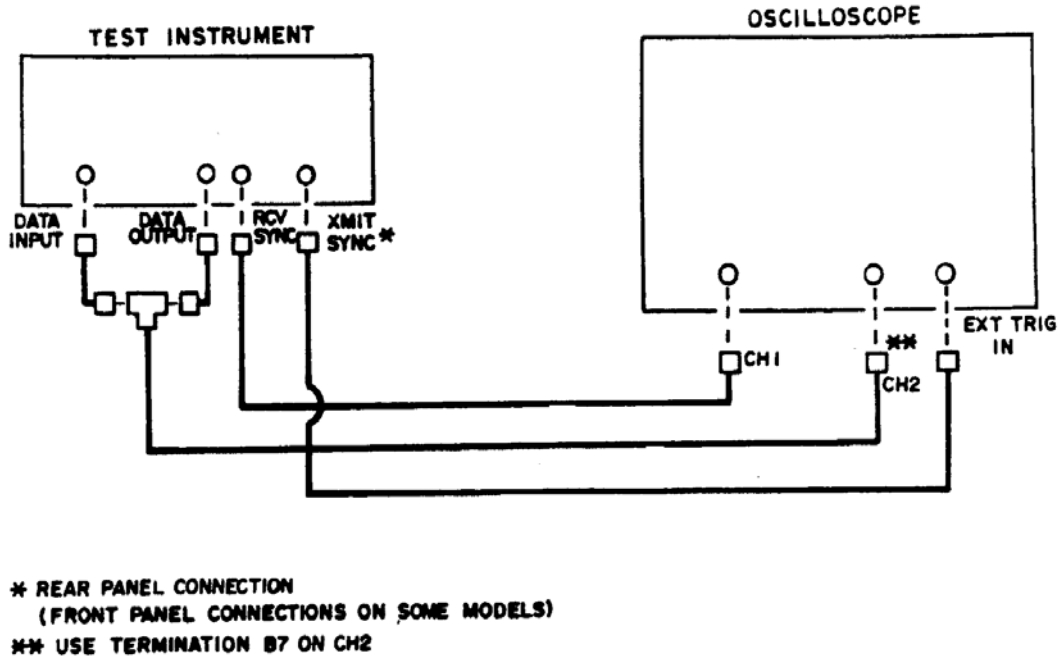 TEST INSTRUMENT
OSCILLOSCOPE
DATA
INPUT
DATA
OUTPUT
RCV
SYNC
XMIT
SYNC *
EXT TRIG
IN
CH1
**
CH2
* REAR PANEL CONNECTION
(FRONT PANEL CONNECTIONS ON SOME MODELS)
** USE TERMINATION B7 ON CH2